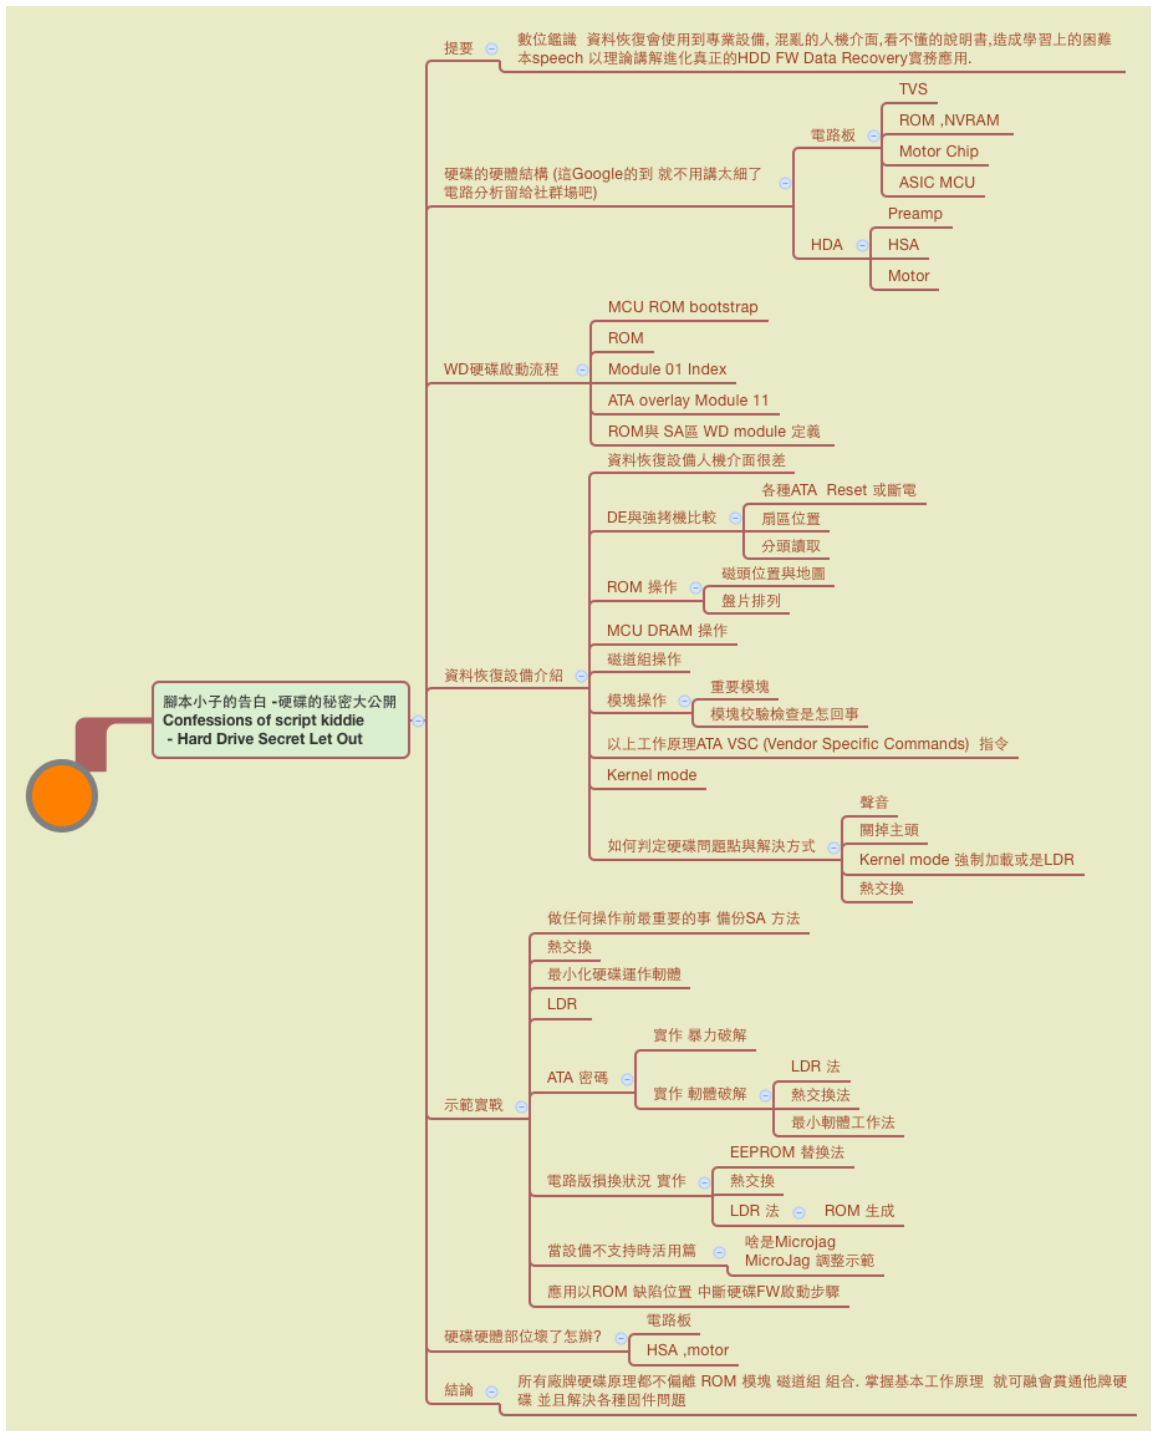 提要
數位鑑識 資料恢復會使用到專業設備, 混亂的人機介面,看不懂的說明書,造成學習上的困難
本speech 以理論講解進化真正的HDD FW Data Recovery實務應用.
硬碟的硬體結構 (這Google的到 就不用講太細了
電路分析留給社群場吧)
電路板
TVS
ROM ,NVRAM
Motor Chip
ASIC MCU
HDA
Preamp
HSA
Motor
WD硬碟啟動流程
MCU ROM bootstrap
ROM
Module 01 Index
ATA overlay Module 11
ROM與 SA區 WD module 定義
腳本小子的告白 -硬碟的秘密大公開
Confessions of script kiddie
- Hard Drive Secret Let Out
資料恢復設備介紹
資料恢復設備人機介面很差
DE與強拷機比較
各種ATA Reset 或斷電
扇區位置
分頭讀取
ROM 操作
磁頭位置與地圖
盤片排列
MCU DRAM 操作
磁道組操作
模塊操作
重要模塊
模塊校驗檢查是怎回事
以上工作原理ATA VSC (Vendor Specific Commands) 指令
Kernel mode
如何判定硬碟問題點與解決方式
聲音
關掉主頭
Kernel mode 強制加載或是LDR
熱交換
示範實戰
做任何操作前最重要的事 備份SA 方法
熱交換
最小化硬碟運作韌體
LDR
ATA 密碼
實作 暴力破解
實作 韌體破解
LDR 法
熱交換法
最小韌體工作法
電路版損換狀況 實作
EEPROM 替換法
熱交換
LDR 法
ROM 生成
當設備不支持時活用篇
啥是Microjag
MicroJag 調整示範
應用以ROM 缺陷位置 中斷硬碟FW啟動步驟
硬碟硬體部位壞了怎辦?
電路板
HSA ,motor
結論
所有廠牌硬碟原理都不偏離 ROM 模塊 磁道組 組合. 掌握基本工作原理 就可融會貫通他牌硬
碟 並且解決各種固件問題